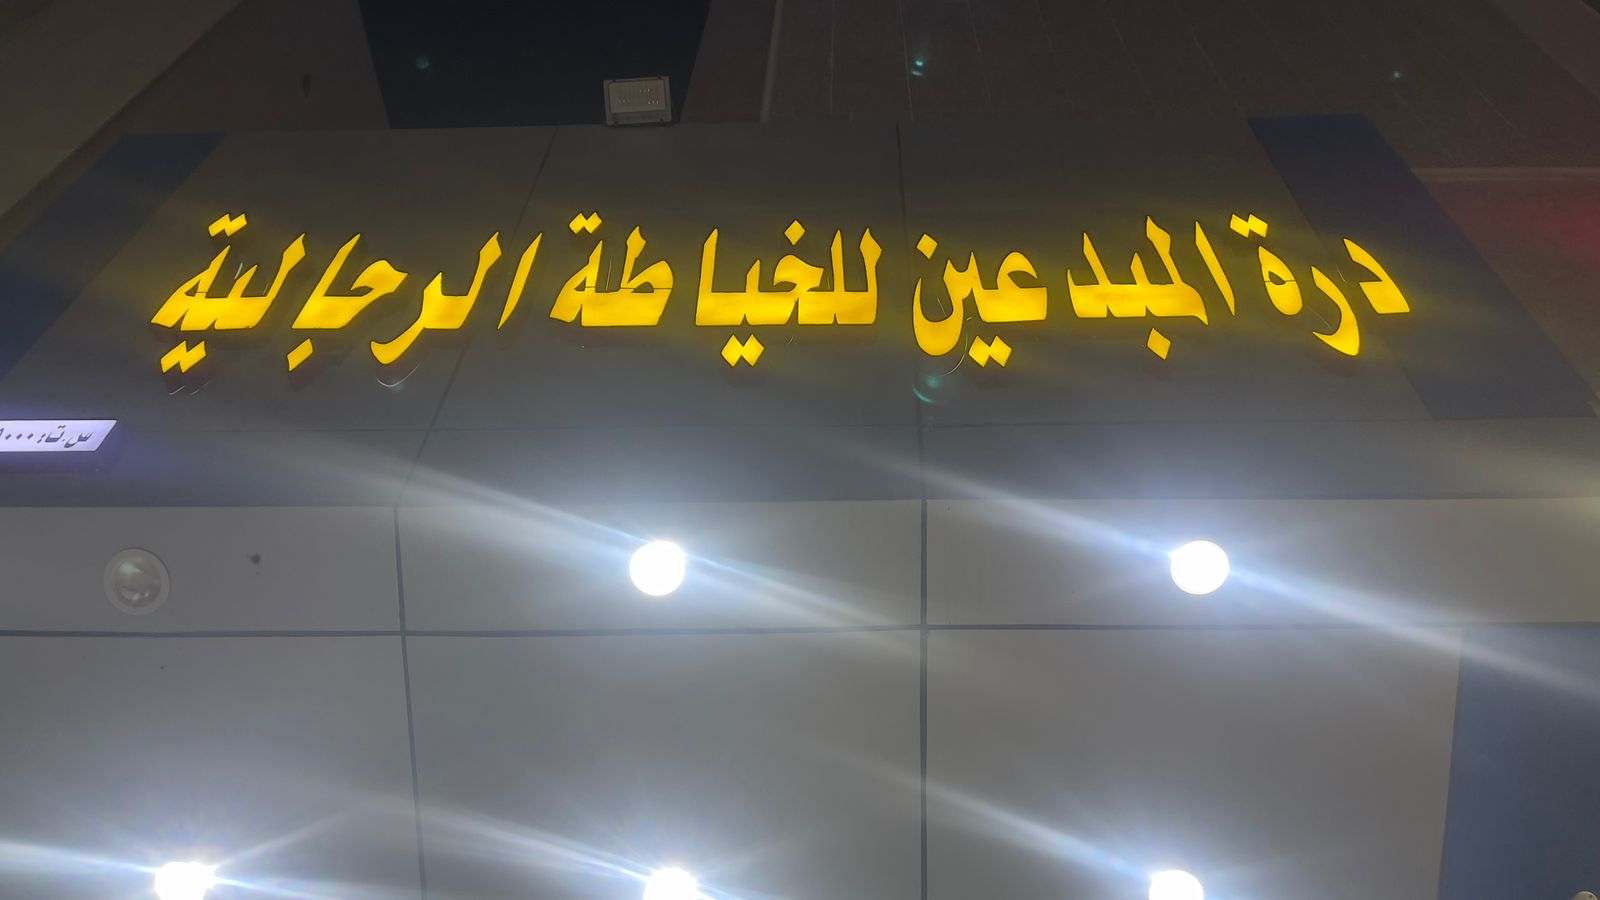 درة المبدعين للخياطة الرجالية
س.ت: